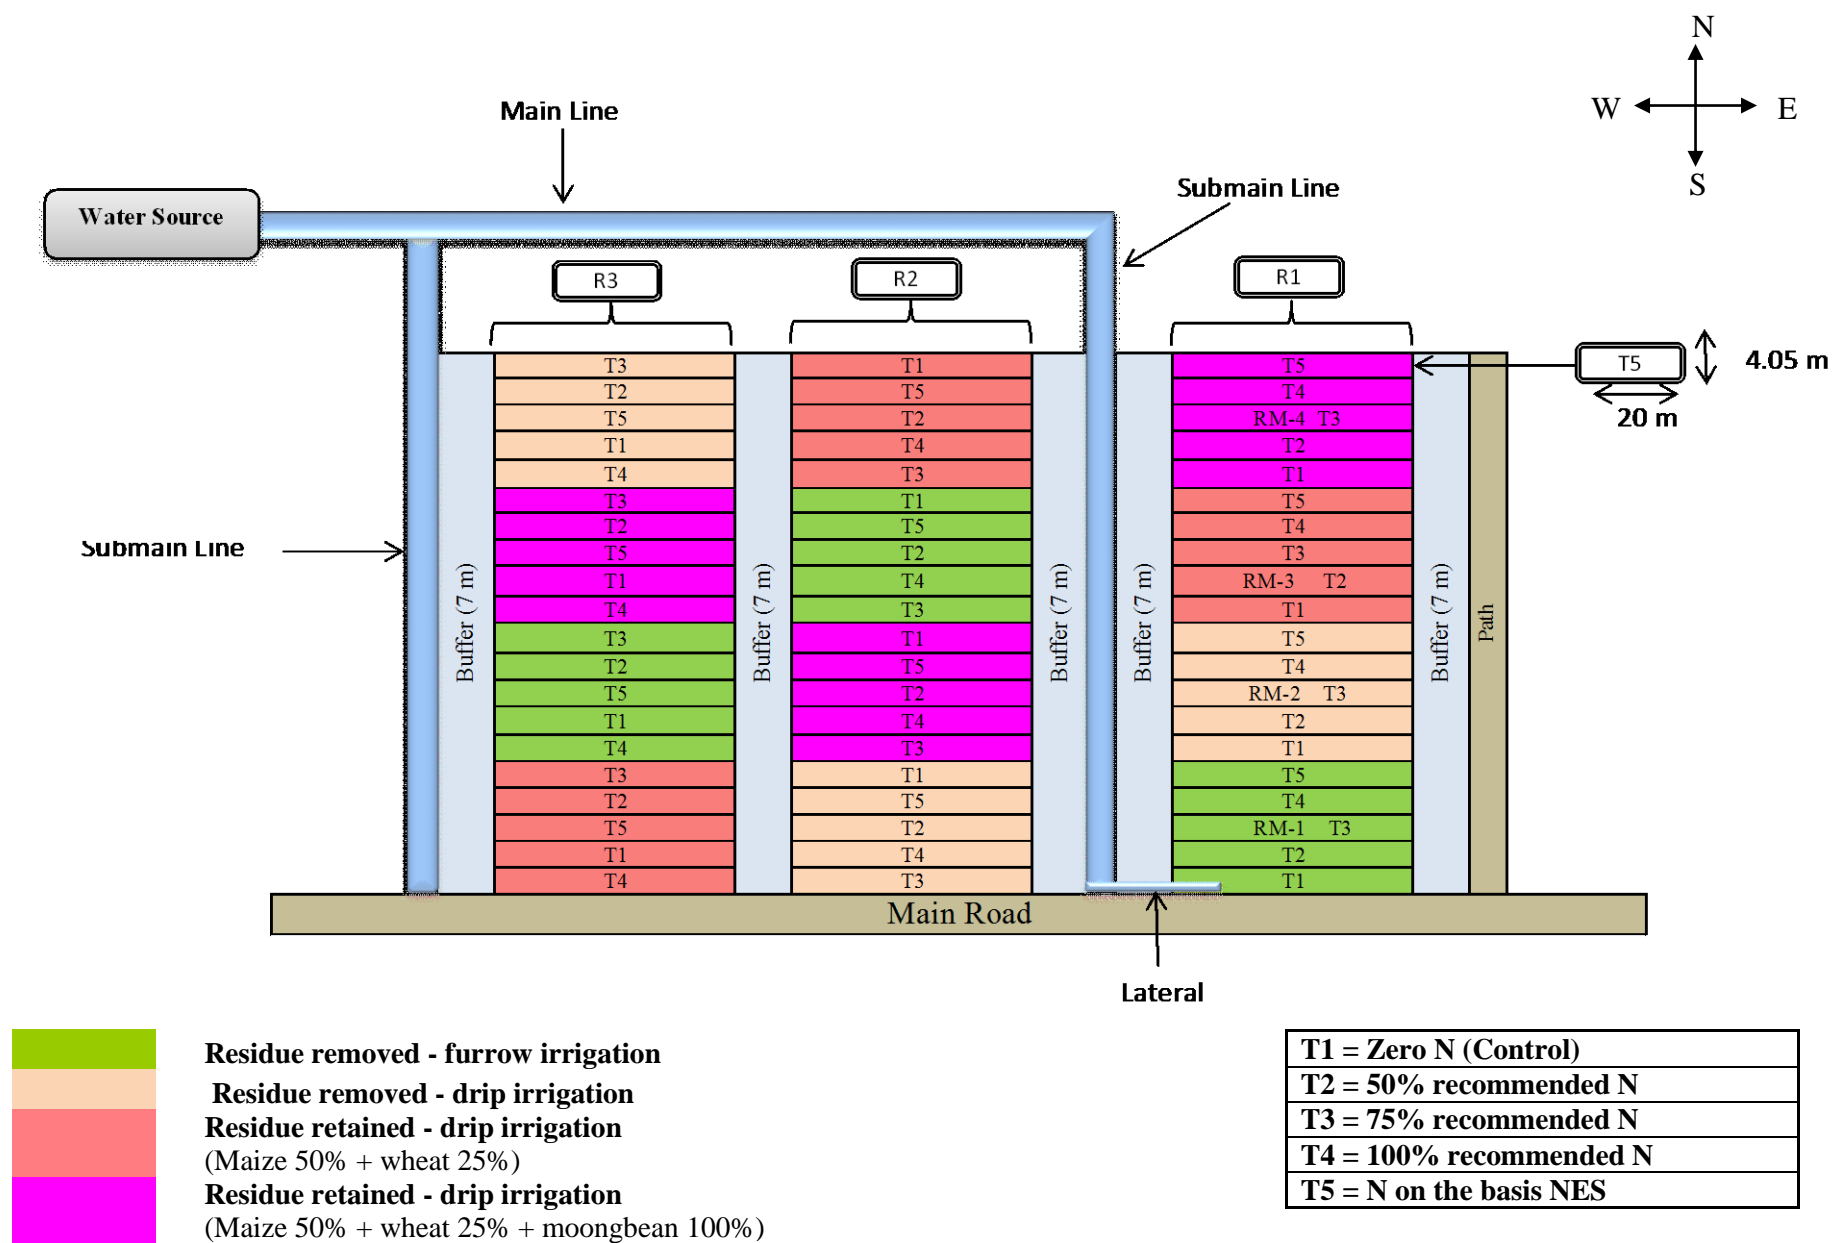 N
W E
S
Main Line
Submain Line
Water Source
R3
R2
R1
T5
4.05 m
20 m
T3 T1 T5
T2 T5 T4
T5 T2 RM-4 T3
T1 T4 T2
T4 T3 T1
T3 T1 T5
T2 T5 T4
T5 T2 T3
T1 T4 RM-3 T2
T4 T3 T1
T3 T1 T5
T2 T5 T4
T5 T2 RM-2 T3
T1 T4 T2
T4 T3 T1
T3 T1 T5
T2 T5 T4
T5 T2 RM-1 T3
T1 T4 T2
T4 T3 T1
Submain Line
Buffer (7 m)
Buffer (7 m)
Buffer (7 m)
Buffer (7 m)
Buffer (7 m)
Path
Main Road
Lateral
Residue removed - furrow irrigation
Residue removed - drip irrigation
Residue retained - drip irrigation
(Maize 50% + wheat 25%)
Residue retained - drip irrigation
(Maize 50% + wheat 25% + moongbean 100%)
T1 = Zero N (Control)
T2 = 50% recommended N
T3 = 75% recommended N
T4 = 100% recommended N
T5 = N on the basis NES